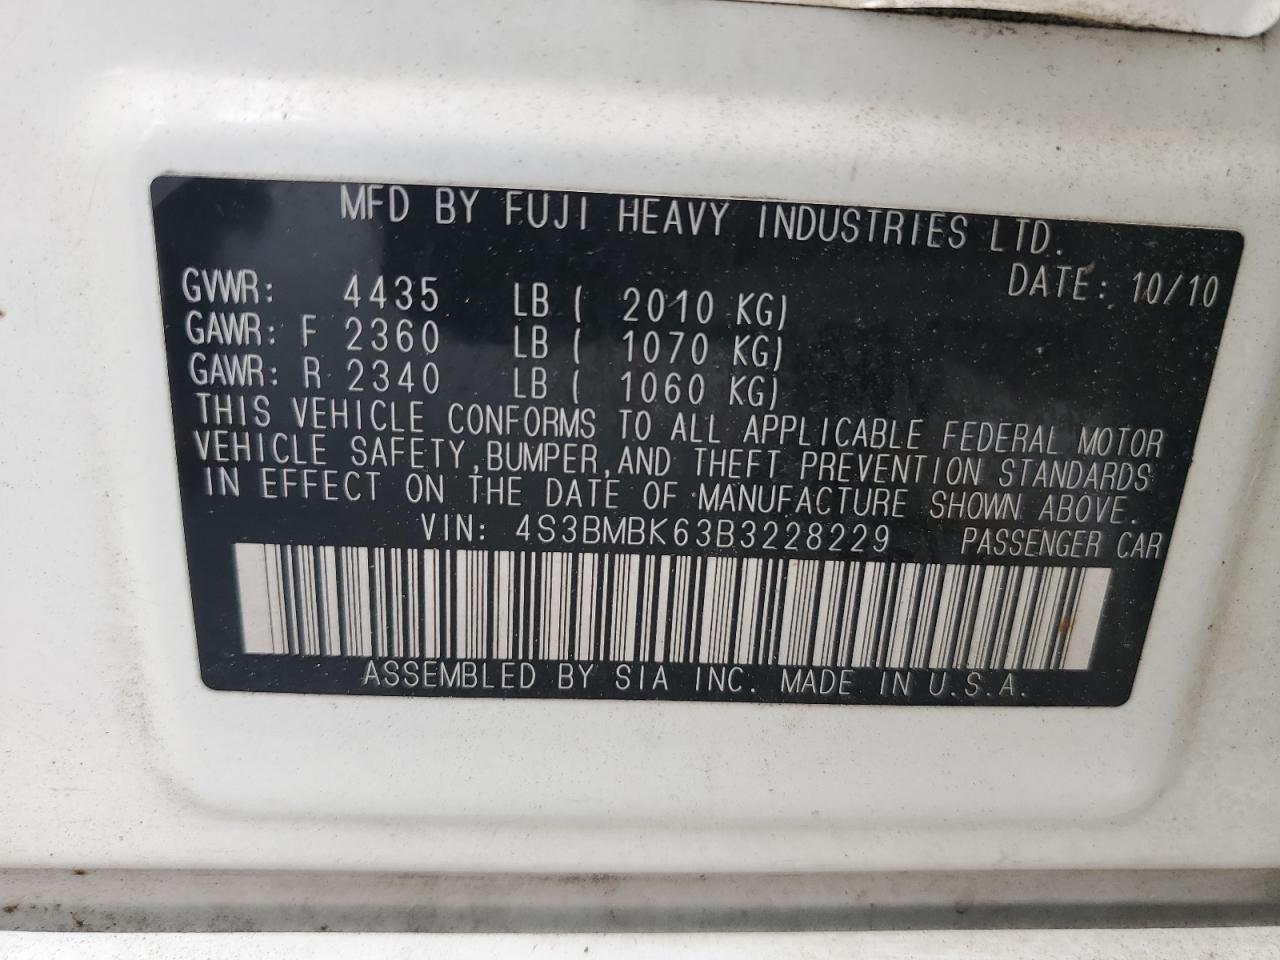 MFD BY FUJI HEAVY INDUSTRIES LTD.
DATE: 10/10
GVWR: 4435 LB ( 2010 KG)
GAWR: F 2360 LB ( 1070 KG)
GAWR: R 2340 LB ( 1060 KG)
THIS VEHICLE CONFORMS TO ALL APPLICABLE FEDERAL MOTOR
VEHICLE SAFETY, BUMPER, AND THEFT PREVENTION STANDARDS
IN EFFECT ON THE DATE OF MANUFACTURE SHOWN ABOVE.
VIN: 4S3BMBK63B3228229 PASSENGER CAR
ASSEMBLED BY SIA INC. MADE IN U.S.A.